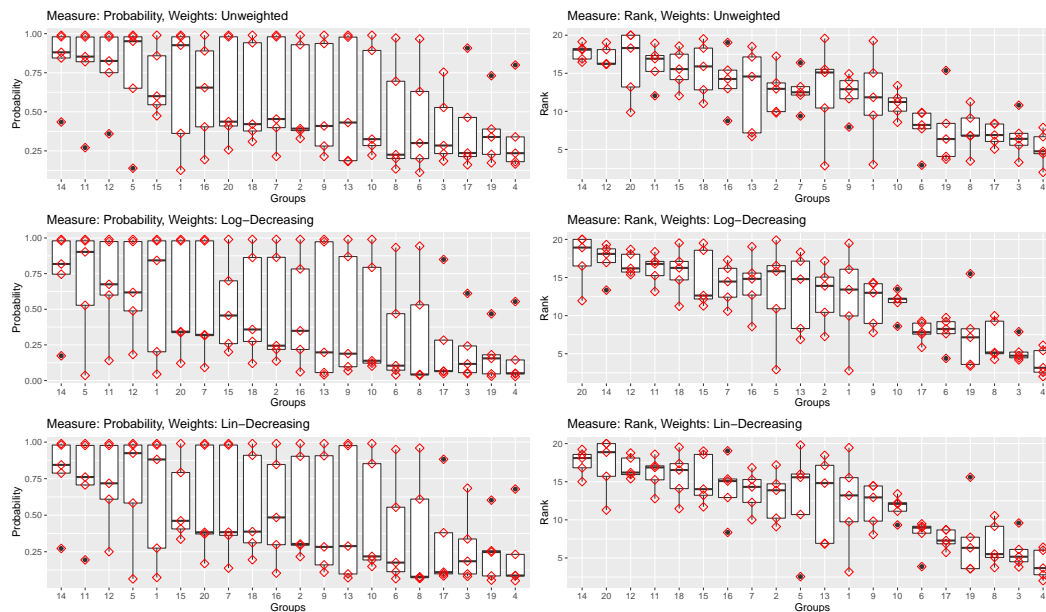 Measure: Probability, Weights: Unweighted
1.00
0.75
0.50
0.25
Probability
14 11 12 5 15 1 16 20 18 7 2 9 13 10 8 6 3 17 19 4
Groups
Measure: Rank, Weights: Unweighted
20
15
10
5
Rank
14 12 20 11 15 18 16 13 2 7 5 9 1 10 6 19 8 17 3 4
Groups
Measure: Probability, Weights: Log−Decreasing
1.00
0.75
0.50
0.25
0.00
Probability
14 5 11 12 1 20 7 15 18 2 16 13 9 10 6 8 17 3 19 4
Groups
Measure: Rank, Weights: Log−Decreasing
20
15
10
5
Rank
20 14 12 11 18 15 7 16 5 13 2 1 9 10 17 6 19 8 3 4
Groups
Measure: Probability, Weights: Lin−Decreasing
1.00
0.75
0.50
0.25
Probability
14 11 12 5 1 15 20 7 18 16 2 9 13 10 6 8 17 3 19 4
Groups
Measure: Rank, Weights: Lin−Decreasing
20
15
10
5
Rank
14 20 12 11 18 15 16 7 2 5 13 1 9 10 6 17 19 8 3 4
Groups